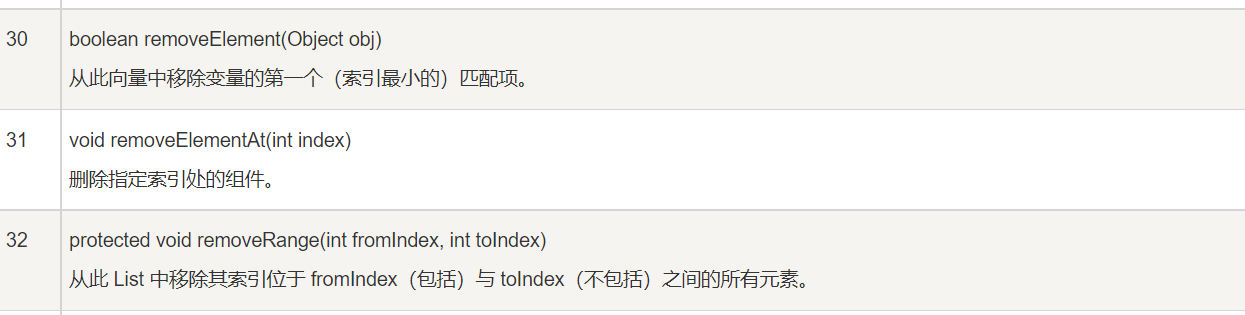 30 boolean removeElement(Object obj)
从此向量中移除变量的第一个（索引最小的）匹配项。
31 void removeElementAt(int index)
删除指定索引处的组件。
32 protected void removeRange(int fromIndex, int toIndex)
从此 List 中移除其索引位于 fromIndex（包括）与 toIndex（不包括）之间的所有元素。